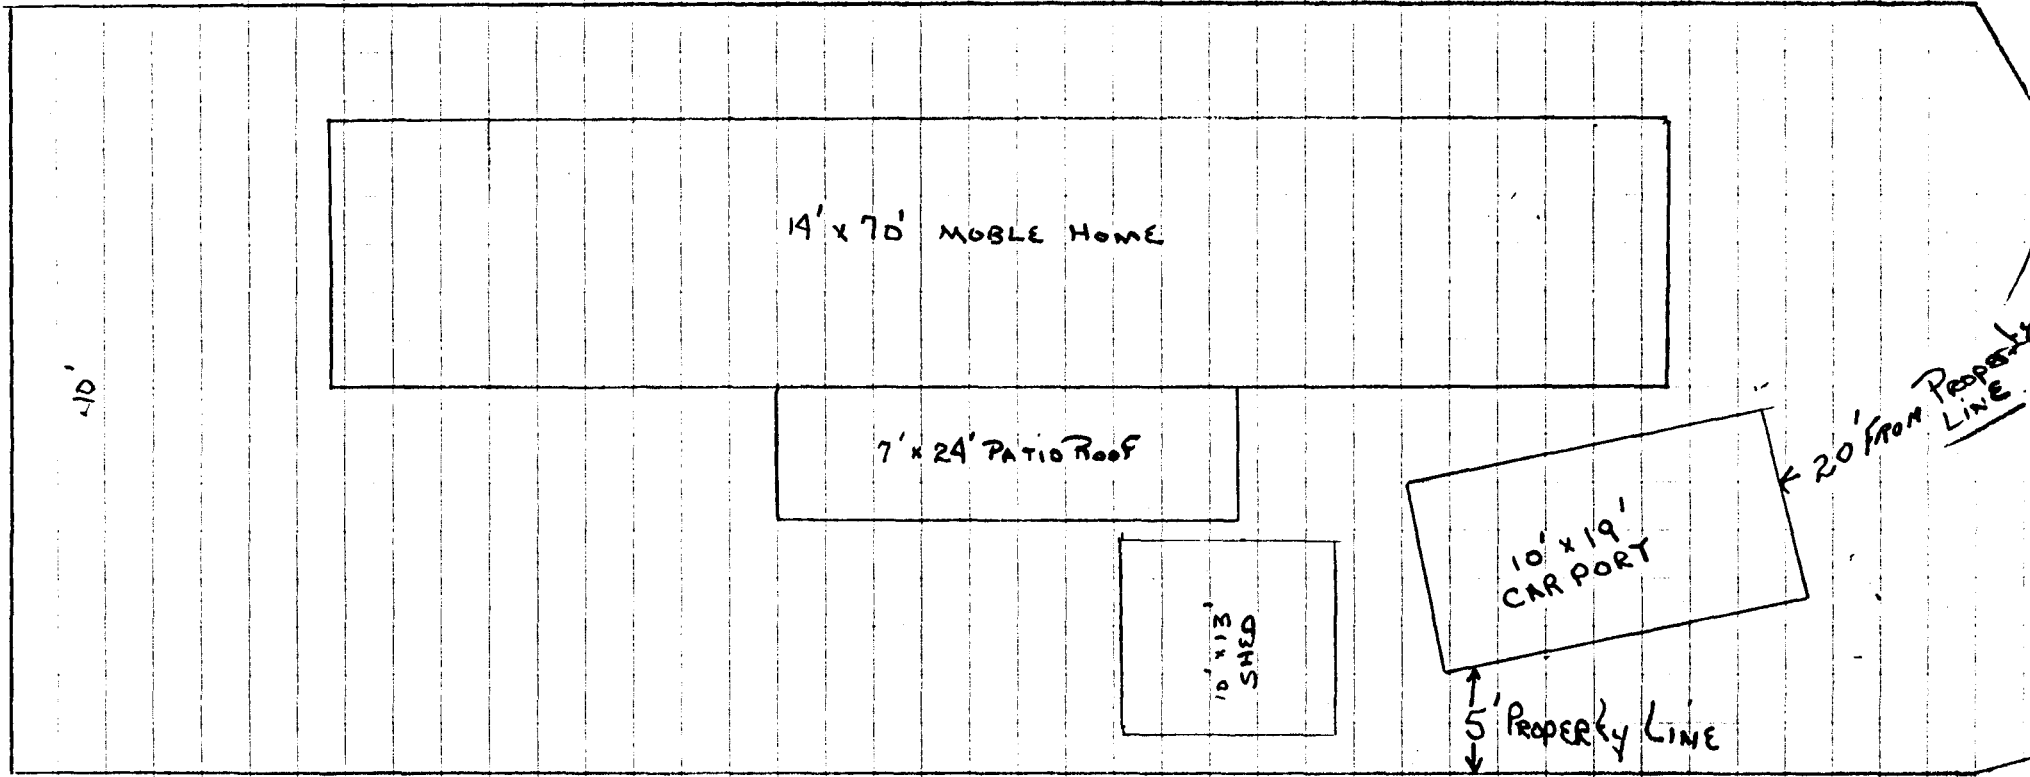 14' x 70' MOBLE HOME
40'
7' x 24' PATIO ROOF
20' FROM PROPERTY
LINE
10' x 19'
CAR PORT
10' x 13'
SHED
5' PROPERTY LINE